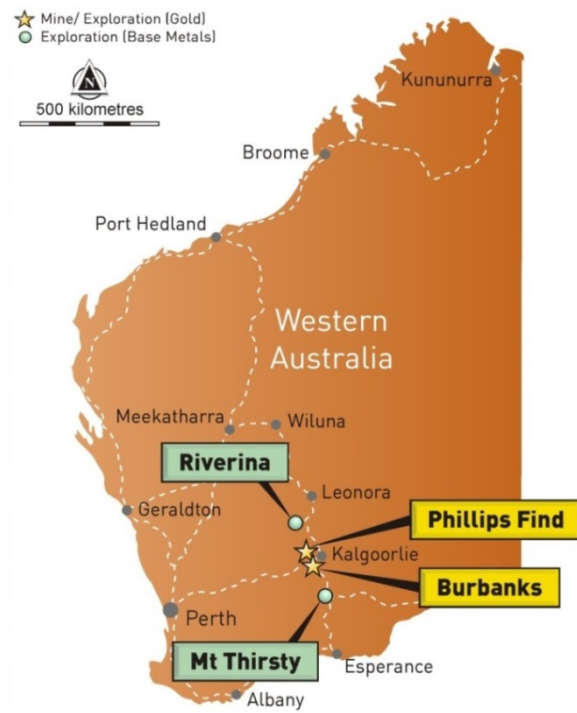 Mine/ Exploration (Gold)
Exploration (Base Metals)
N
500 kilometres
Kununurra
Broome
Port Hedland
Western
Australia
Meekatharra
Wiluna
Riverina
Leonora
Geraldton
Phillips Find
Kalgoorlie
Burbanks
Perth
Mt Thirsty
Esperance
Albany